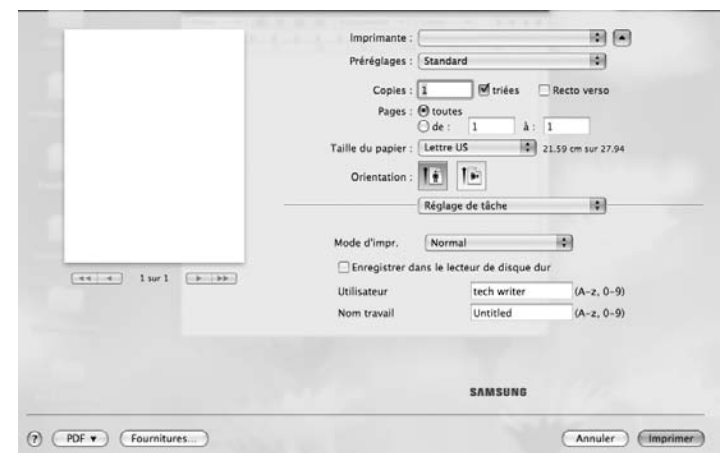 Imprimante :
Préréglages : Standard
Copies : 1 triées Recto verso
Pages : toutes
de : 1 à : 1
Taille du papier : Lettre US 21.59 cm sur 27.94
Orientation :
Réglage de tâche
Mode d'impr. Normal
Enregistrer dans le lecteur de disque dur
1 sur 1
Utilisateur tech writer (A-z, 0-9)
Nom travail Untitled (A-z, 0-9)
SAMSUNG
? PDF Fournitures... Annuler Imprimer